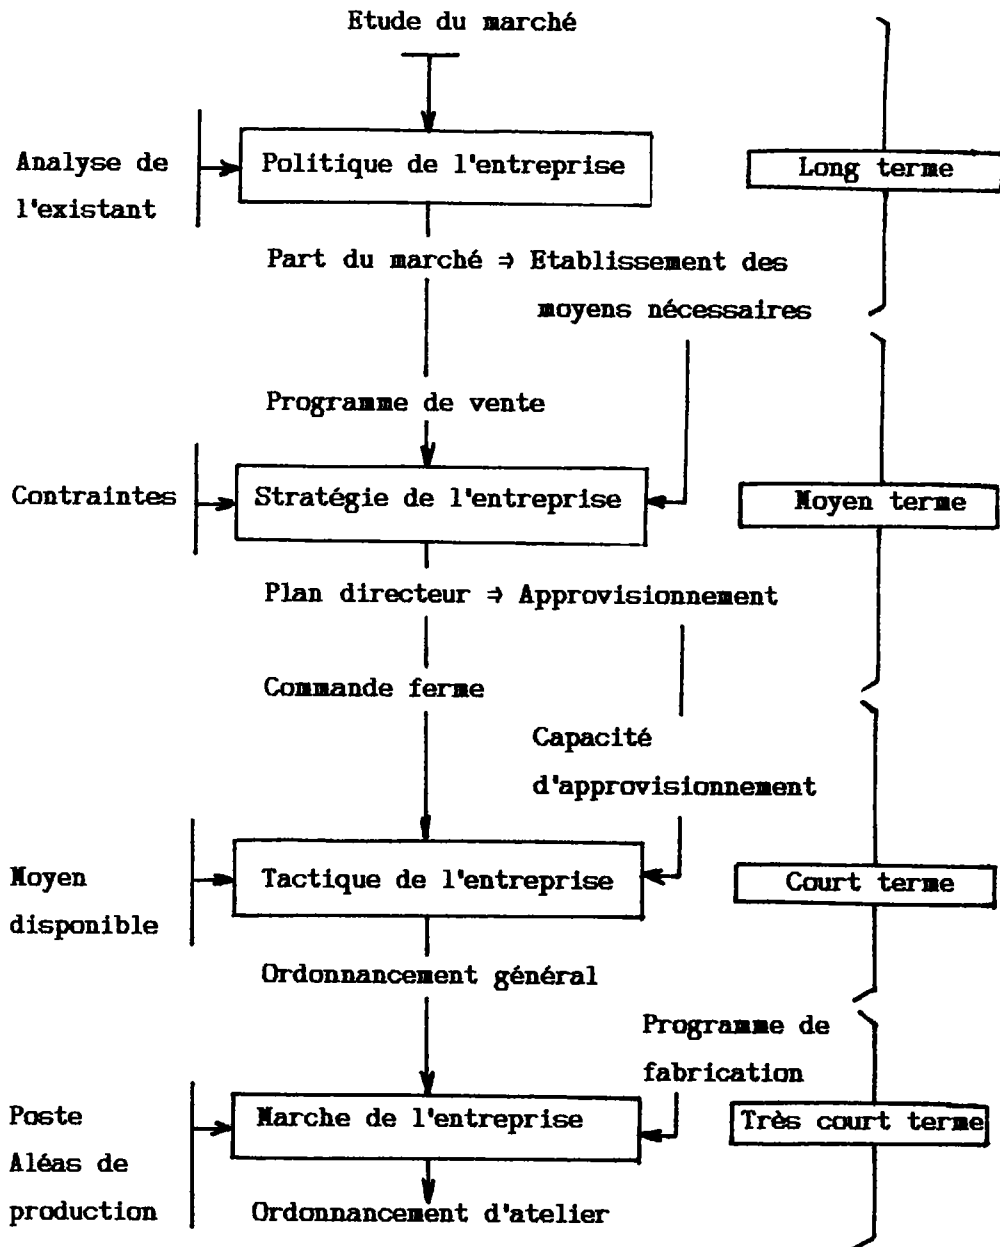 Etude du marché
Analyse de
l'existant
Politique de l'entreprise
Long terme
Part du marché ⇒ Etablissement des
moyens nécessaires
Programme de vente
Contraintes
Stratégie de l'entreprise
Moyen terme
Plan directeur ⇒ Approvisionnement
Commande ferme
Capacité
d'approvisionnement
Moyen
disponible
Tactique de l'entreprise
Court terme
Ordonnancement général
Programme de
fabrication
Poste
Aléas de
production
Marche de l'entreprise
Très court terme
Ordonnancement d'atelier